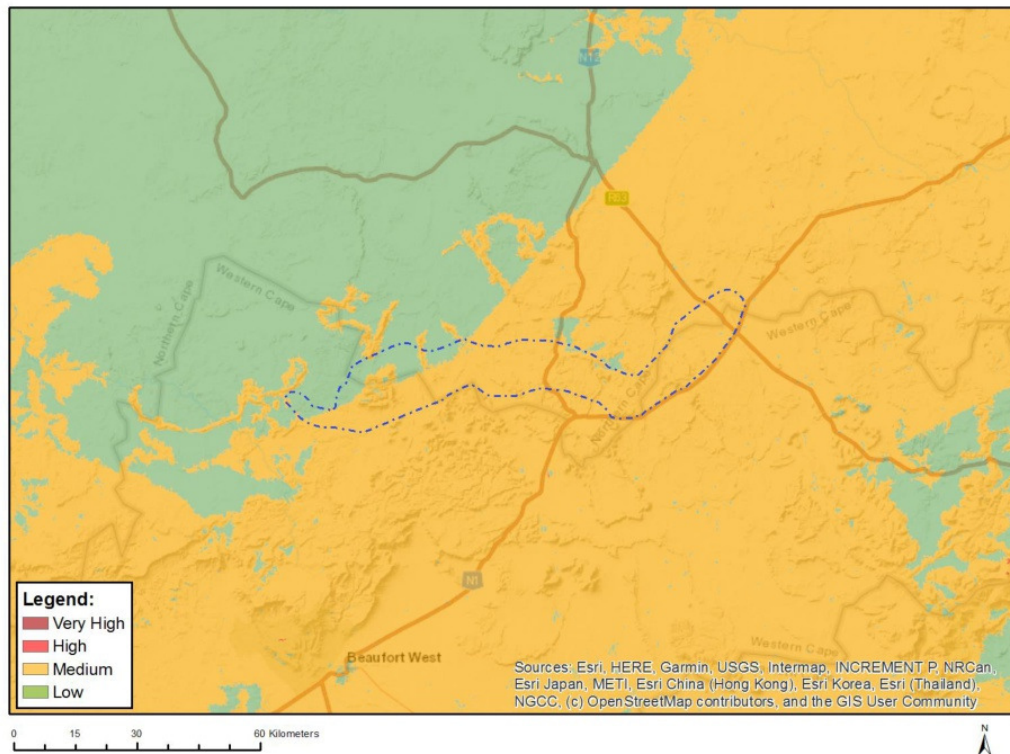 N12
R63
Western Cape
Northern Cape
Western Cape
Northern Cape
N1
Legend:
Very High
High
Medium
Low
Beaufort West
Western Cape
Sources: Esri, HERE, Garmin, USGS, Intermap, INCREMENT P, NRCan,
Esri Japan, METI, Esri China (Hong Kong), Esri Korea, Esri (Thailand),
NGCC, (c) OpenStreetMap contributors, and the GIS User Community
0 15 30 60 Kilometers
N